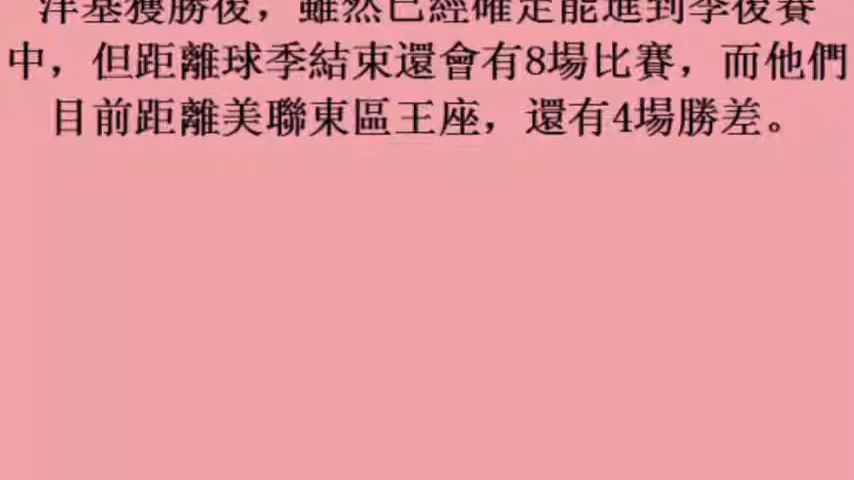 洋基獲勝後，雖然已經確定能進到季後賽
中，但距離球季結束還會有8場比賽，而他們
目前距離美聯東區王座，還有4場勝差。